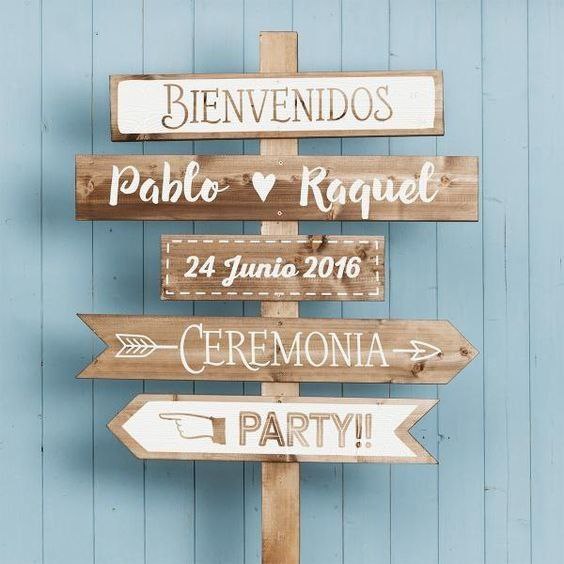 BIENVENIDOS
Pablo ♥ Raquel
24 Junio 2016
CEREMONIA
PARTY!!